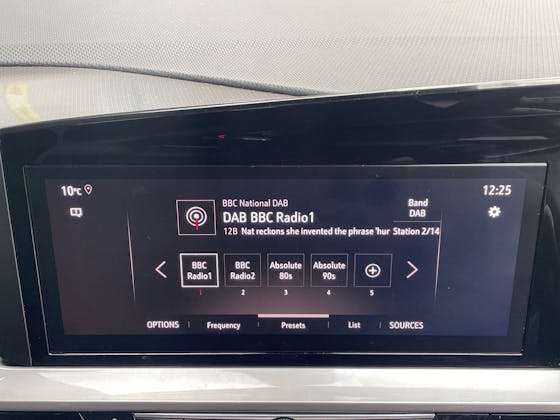 10°C
12:25
BBC National DAB
DAB BBC Radio1
12B Nat reckons she invented the phrase 'hur
Band
DAB
Station 2/14
BBC
Radio1
1
BBC
Radio2
2
Absolute
80s
3
Absolute
90s
4
5
OPTIONS
Frequency
Presets
List
SOURCES